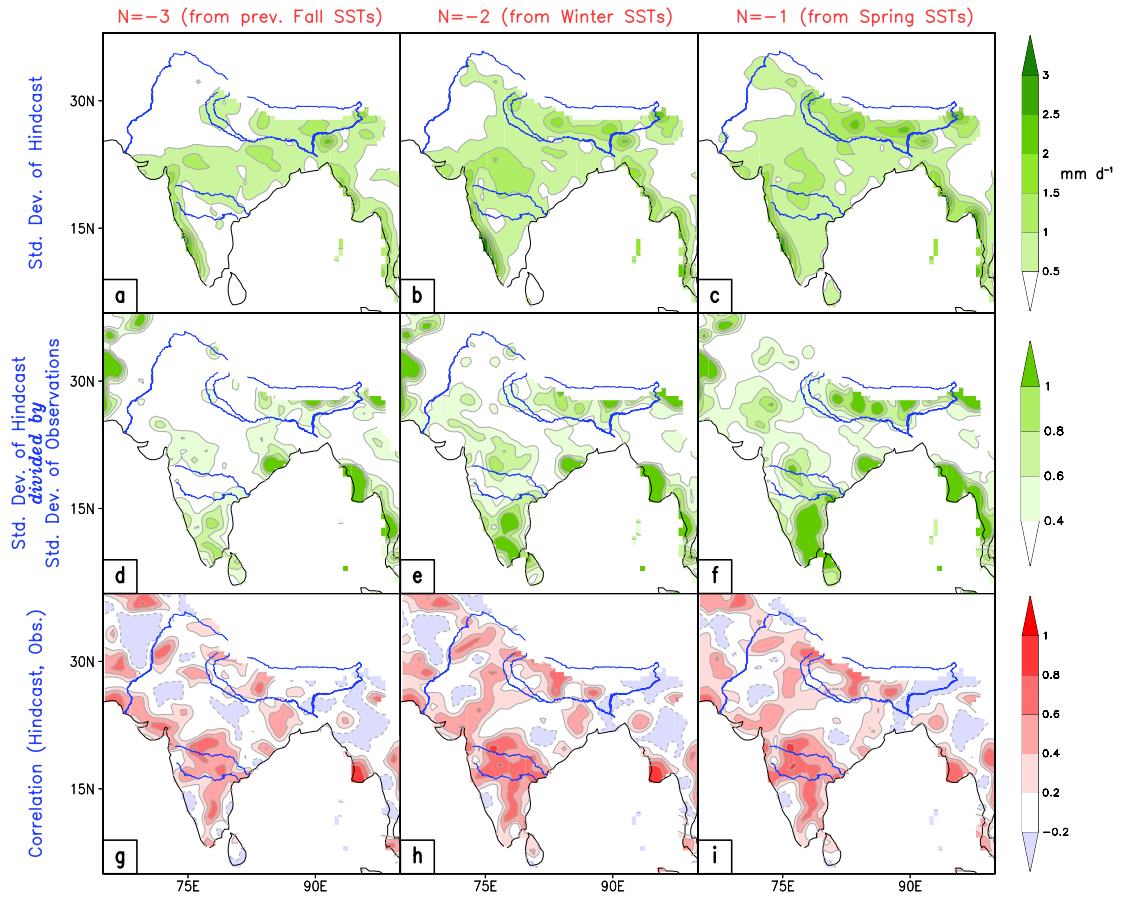 N=−3 (from prev. Fall SSTs)
N=−2 (from Winter SSTs)
N=−1 (from Spring SSTs)
Std. Dev. of Hindcast
30N
15N
a
b
c
3
2.5
2
1.5
1
0.5
mm d⁻¹
Std. Dev. of Hindcast
divided by
Std. Dev. of Observations
30N
15N
d
e
f
1
0.8
0.6
0.4
Correlation (Hindcast, Obs.)
30N
15N
g
h
i
1
0.8
0.6
0.4
0.2
−0.2
75E
90E
75E
90E
75E
90E